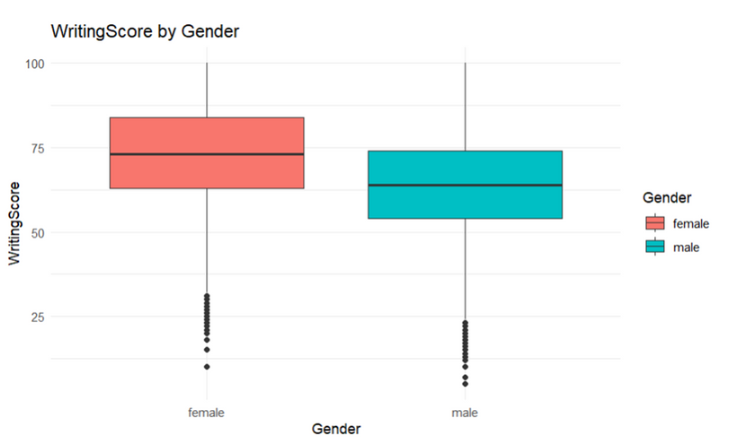 WritingScore by Gender
100
75
50
25
WritingScore
female
male
Gender
Gender
female
male